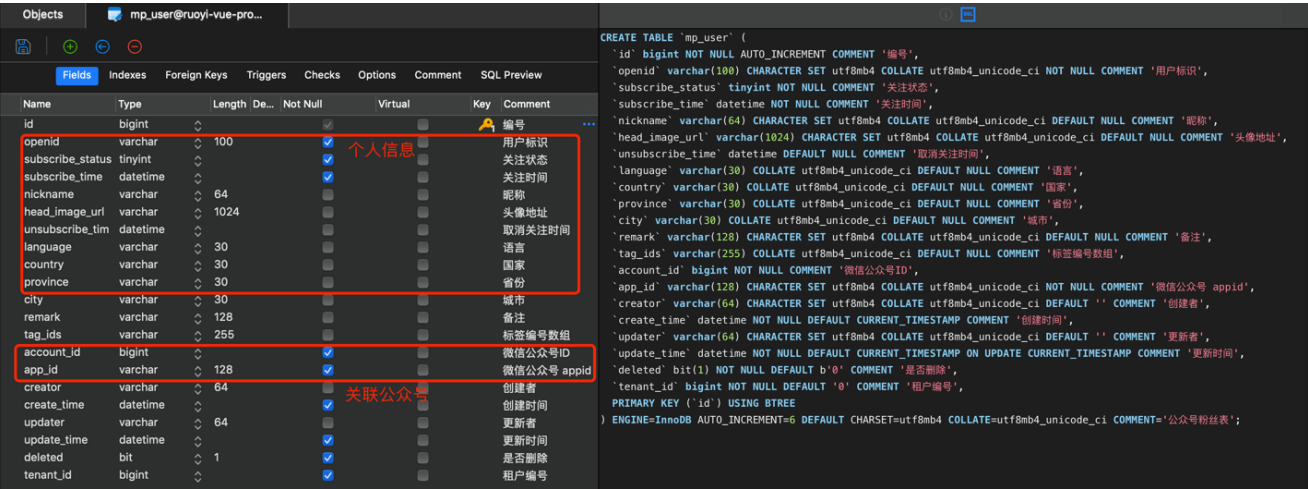 Objects
mp_user@ruoyi-vue-pro...
Fields Indexes Foreign Keys Triggers Checks Options Comment SQL Preview
Name Type Length De... Not Null Virtual Key Comment
id bigint 编号 ...
openid varchar 100 用户标识
个人信息
subscribe_status tinyint 关注状态
subscribe_time datetime 关注时间
nickname varchar 64 昵称
head_image_url varchar 1024 头像地址
unsubscribe_tim datetime 取消关注时间
language varchar 30 语言
country varchar 30 国家
province varchar 30 省份
city varchar 30 城市
remark varchar 128 备注
tag_ids varchar 255 标签编号数组
account_id bigint 微信公众号ID
app_id varchar 128 微信公众号 appid
creator varchar 64 创建者
关联公众号
create_time datetime 创建时间
updater varchar 64 更新者
update_time datetime 更新时间
deleted bit 1 是否删除
tenant_id bigint 租户编号
CREATE TABLE `mp_user` (
`id` bigint NOT NULL AUTO_INCREMENT COMMENT '编号',
`openid` varchar(100) CHARACTER SET utf8mb4 COLLATE utf8mb4_unicode_ci NOT NULL COMMENT '用户标识',
`subscribe_status` tinyint NOT NULL COMMENT '关注状态',
`subscribe_time` datetime NOT NULL COMMENT '关注时间',
`nickname` varchar(64) CHARACTER SET utf8mb4 COLLATE utf8mb4_unicode_ci DEFAULT NULL COMMENT '昵称',
`head_image_url` varchar(1024) CHARACTER SET utf8mb4 COLLATE utf8mb4_unicode_ci DEFAULT NULL COMMENT '头像地址',
`unsubscribe_time` datetime DEFAULT NULL COMMENT '取消关注时间',
`language` varchar(30) COLLATE utf8mb4_unicode_ci DEFAULT NULL COMMENT '语言',
`country` varchar(30) COLLATE utf8mb4_unicode_ci DEFAULT NULL COMMENT '国家',
`province` varchar(30) COLLATE utf8mb4_unicode_ci DEFAULT NULL COMMENT '省份',
`city` varchar(30) COLLATE utf8mb4_unicode_ci DEFAULT NULL COMMENT '城市',
`remark` varchar(128) CHARACTER SET utf8mb4 COLLATE utf8mb4_unicode_ci DEFAULT NULL COMMENT '备注',
`tag_ids` varchar(255) COLLATE utf8mb4_unicode_ci DEFAULT NULL COMMENT '标签编号数组',
`account_id` bigint NOT NULL COMMENT '微信公众号ID',
`app_id` varchar(128) CHARACTER SET utf8mb4 COLLATE utf8mb4_unicode_ci NOT NULL COMMENT '微信公众号 appid',
`creator` varchar(64) CHARACTER SET utf8mb4 COLLATE utf8mb4_unicode_ci DEFAULT '' COMMENT '创建者',
`create_time` datetime NOT NULL DEFAULT CURRENT_TIMESTAMP COMMENT '创建时间',
`updater` varchar(64) CHARACTER SET utf8mb4 COLLATE utf8mb4_unicode_ci DEFAULT '' COMMENT '更新者',
`update_time` datetime NOT NULL DEFAULT CURRENT_TIMESTAMP ON UPDATE CURRENT_TIMESTAMP COMMENT '更新时间',
`deleted` bit(1) NOT NULL DEFAULT b'0' COMMENT '是否删除',
`tenant_id` bigint NOT NULL DEFAULT '0' COMMENT '租户编号',
PRIMARY KEY (`id`) USING BTREE
) ENGINE=InnoDB AUTO_INCREMENT=6 DEFAULT CHARSET=utf8mb4 COLLATE=utf8mb4_unicode_ci COMMENT='公众号粉丝表';